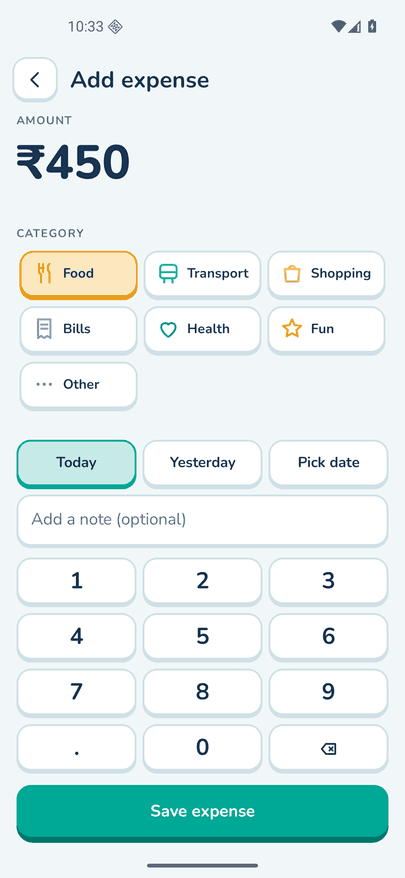 10:33
Add expense
AMOUNT
₹450
CATEGORY
Food Transport Shopping
Bills Health Fun
Other
Today Yesterday Pick date
Add a note (optional)
1 2 3
4 5 6
7 8 9
. 0
Save expense